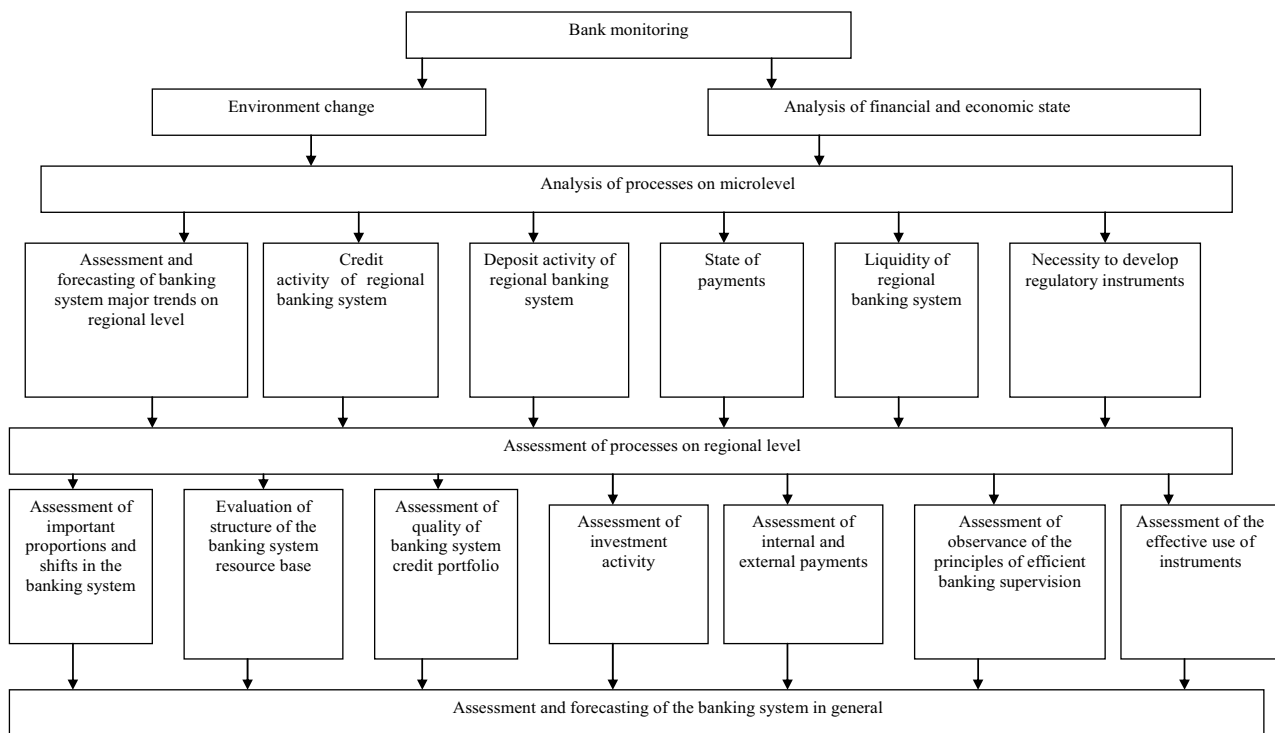 Bank monitoring
Environment change
Analysis of financial and economic state
Analysis of processes on microlevel
Assessment and
forecasting of banking
system major trends on
regional level
Credit
activity of regional
banking system
Deposit activity of
regional banking
system
State of
payments
Liquidity of
regional
banking system
Necessity to develop
regulatory instruments
Assessment of processes on regional level
Assessment of
important
proportions and
shifts in the
banking system
Evaluation of
structure of the
banking system
resource base
Assessment of
quality of
banking system
credit portfolio
Assessment of
investment
activity
Assessment of
internal and
external payments
Assessment of
observance of the
principles of efficient
banking supervision
Assessment of the
effective use of
instruments
Assessment and forecasting of the banking system in general